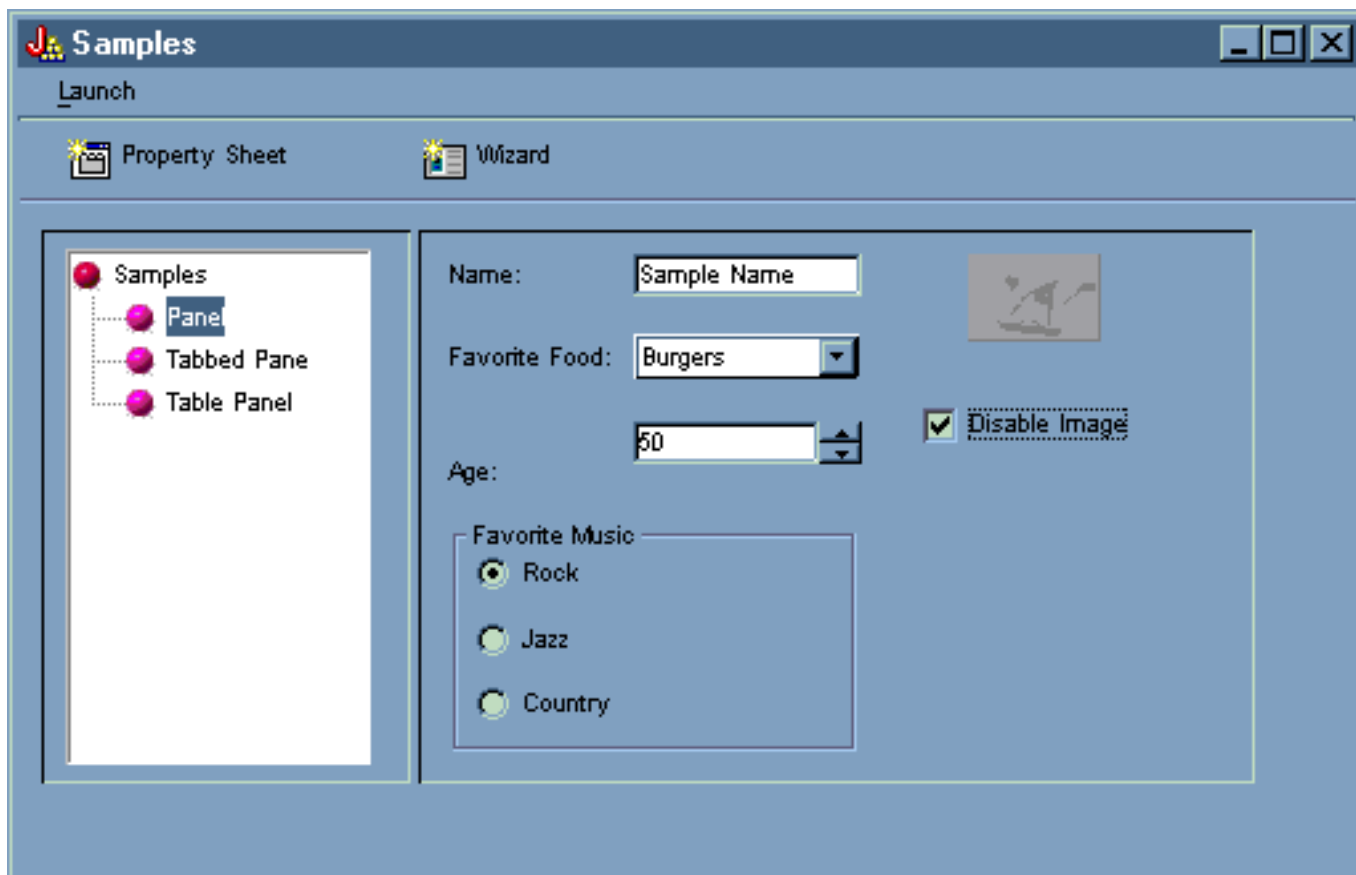 Samples
Launch
Property Sheet
Wizard
Samples
Panel
Tabbed Pane
Table Panel
Name:
Sample Name
Favorite Food:
Burgers
Age:
50
Disable Image
Favorite Music
Rock
Jazz
Country